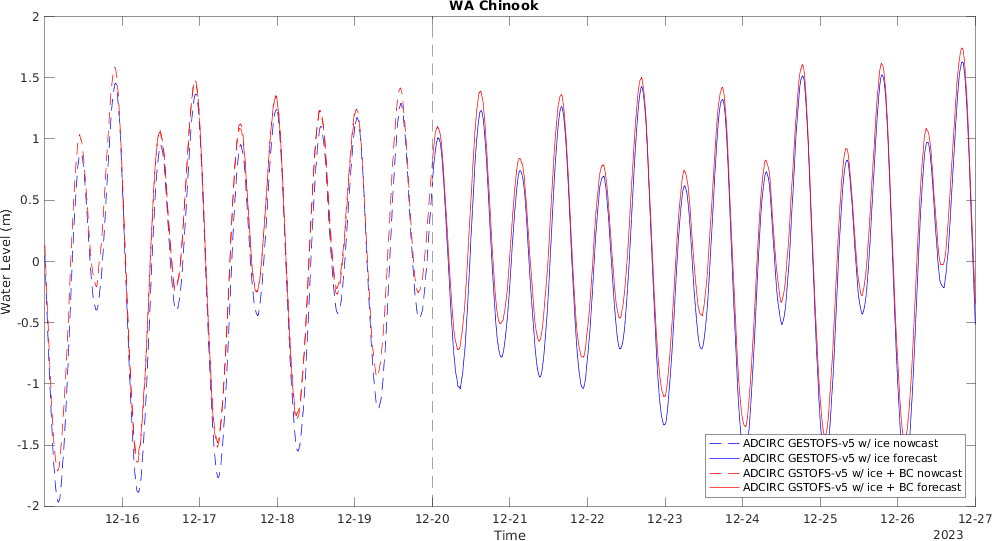 WA Chinook
2
1.5
1
0.5
0
-0.5
-1
-1.5
-2
Water Level (m)
12-16 12-17 12-18 12-19 12-20 12-21 12-22 12-23 12-24 12-25 12-26 12-27
Time
2023
ADCIRC GESTOFS-v5 w/ ice nowcast
ADCIRC GESTOFS-v5 w/ ice forecast
ADCIRC GSTOFS-v5 w/ ice + BC nowcast
ADCIRC GSTOFS-v5 w/ ice + BC forecast